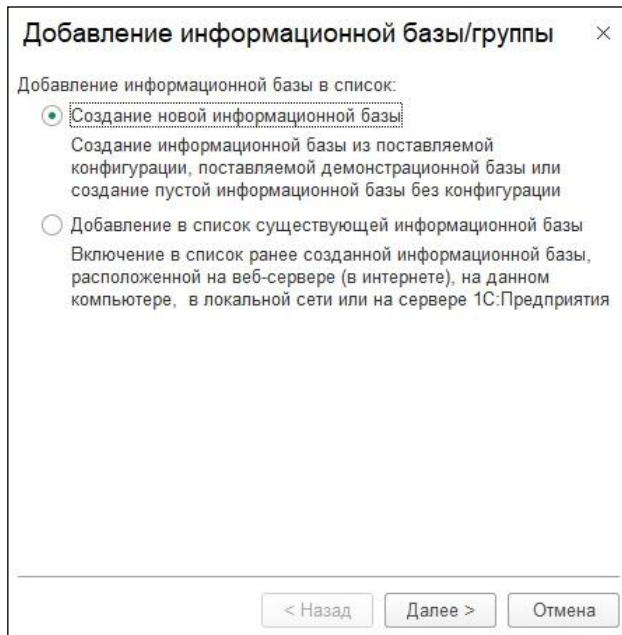 Добавление информационной базы/группы
Добавление информационной базы в список:
Создание новой информационной базы
Создание информационной базы из поставляемой
конфигурации, поставляемой демонстрационной базы или
создание пустой информационной базы без конфигурации
Добавление в список существующей информационной базы
Включение в список ранее созданной информационной базы,
расположенной на веб-сервере (в интернете), на данном
компьютере, в локальной сети или на сервере 1С:Предприятия
< Назад Далее > Отмена